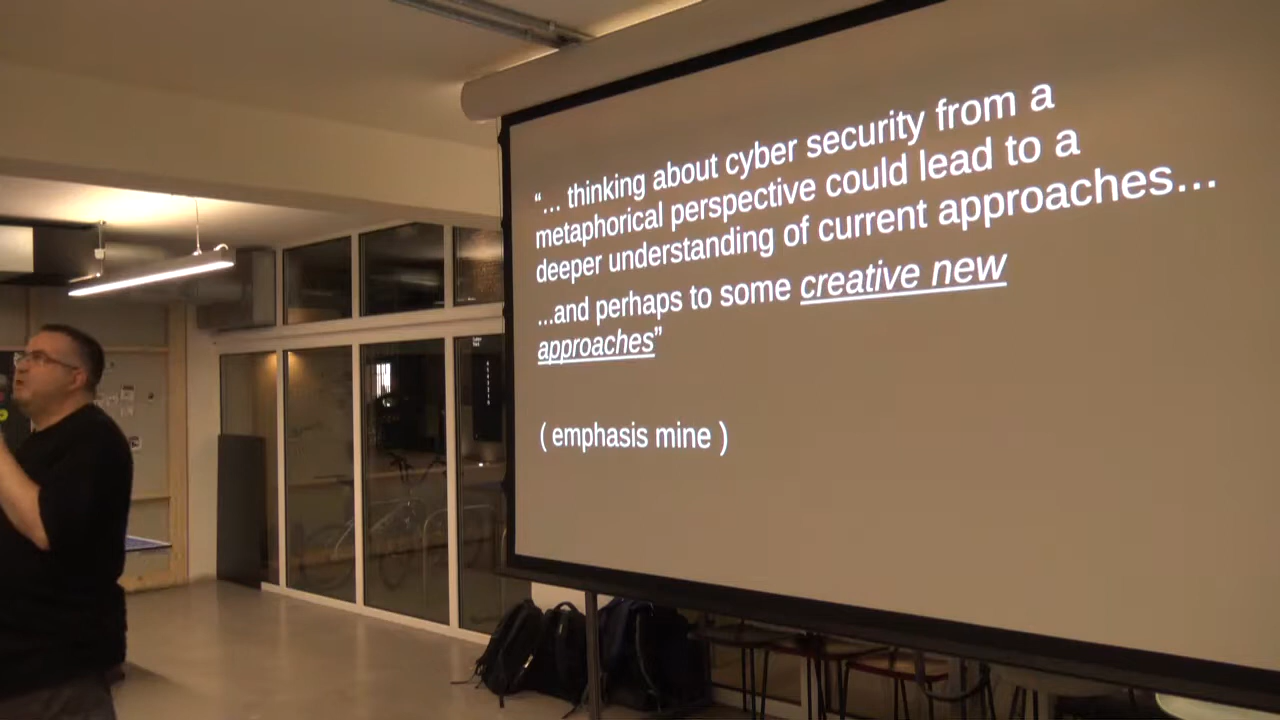 “... thinking about cyber security from a
metaphorical perspective could lead to a
deeper understanding of current approaches...
...and perhaps to some creative new
approaches”
( emphasis mine )